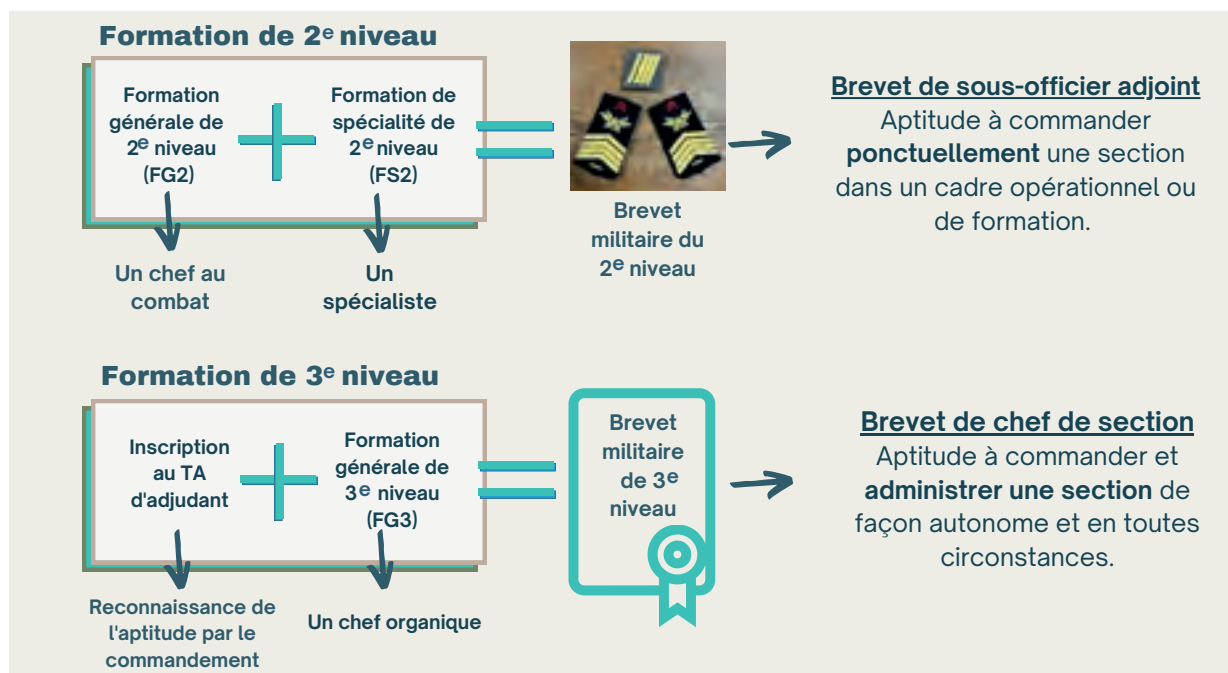 Formation de 2e niveau
Formation
générale de
2e niveau
(FG2)
Formation de
spécialité de
2e niveau
(FS2)
Un chef au
combat
Un
spécialiste
Brevet
militaire du
2e niveau
Brevet de sous-officier adjoint
Aptitude à commander
ponctuellement une section
dans un cadre opérationnel ou
de formation.
Formation de 3e niveau
Inscription
au TA
d'adjudant
Formation
générale de
3e niveau
(FG3)
Reconnaissance de
l'aptitude par le
commandement
Un chef organique
Brevet
militaire
de 3e
niveau
Brevet de chef de section
Aptitude à commander et
administrer une section de
façon autonome et en toutes
circonstances.